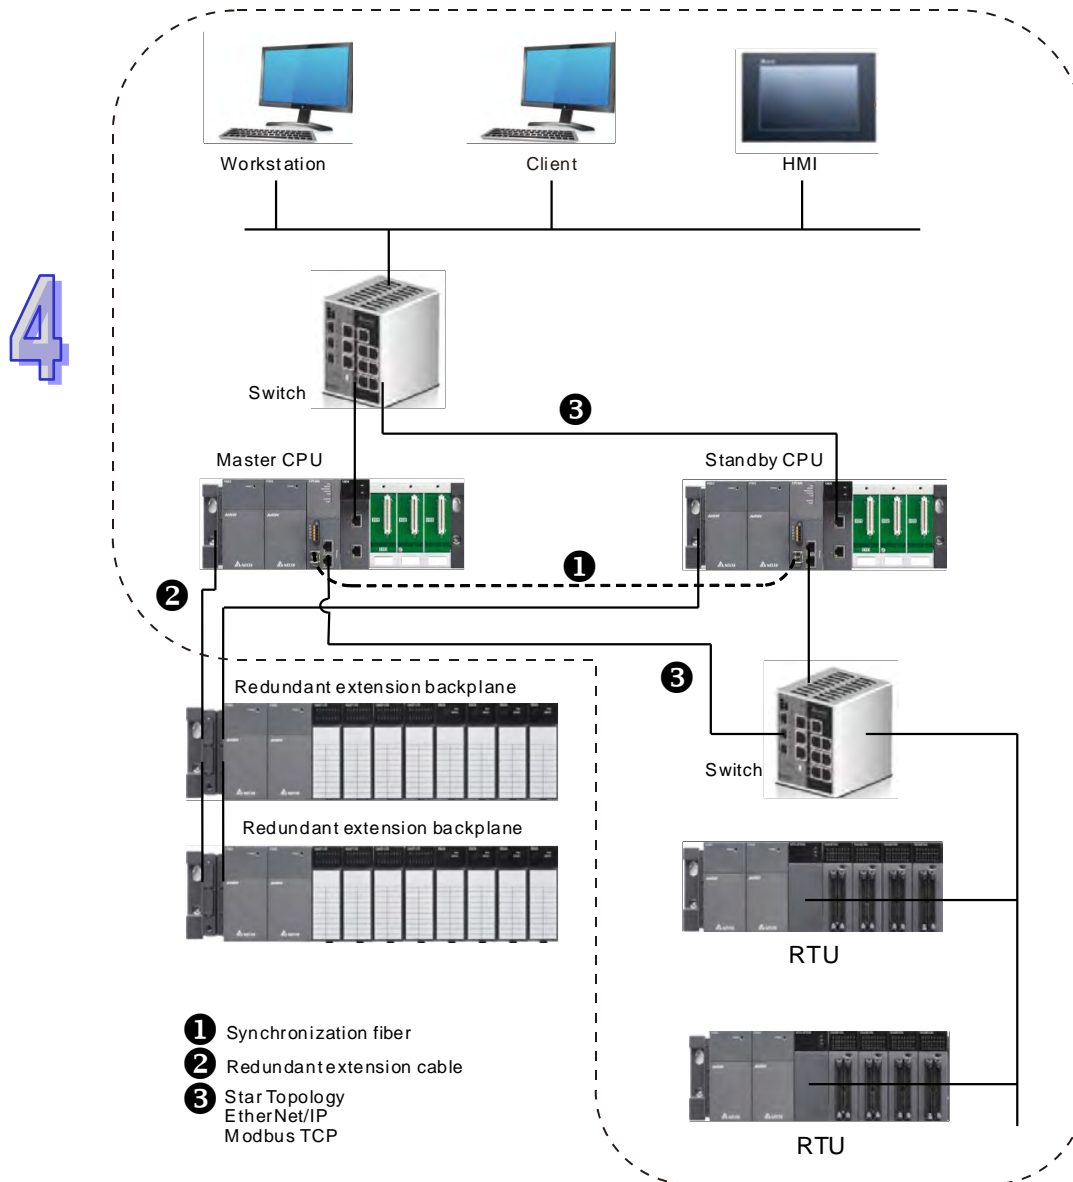 Workstation
Client
HMI
4
Switch
❸
Master CPU
Standby CPU
❶
❷
❸
Redundant extension backplane
Switch
Redundant extension backplane
RTU
❶ Synchronization fiber
❷ Redundant extension cable
❸ Star Topology
EtherNet/IP
Modbus TCP
RTU